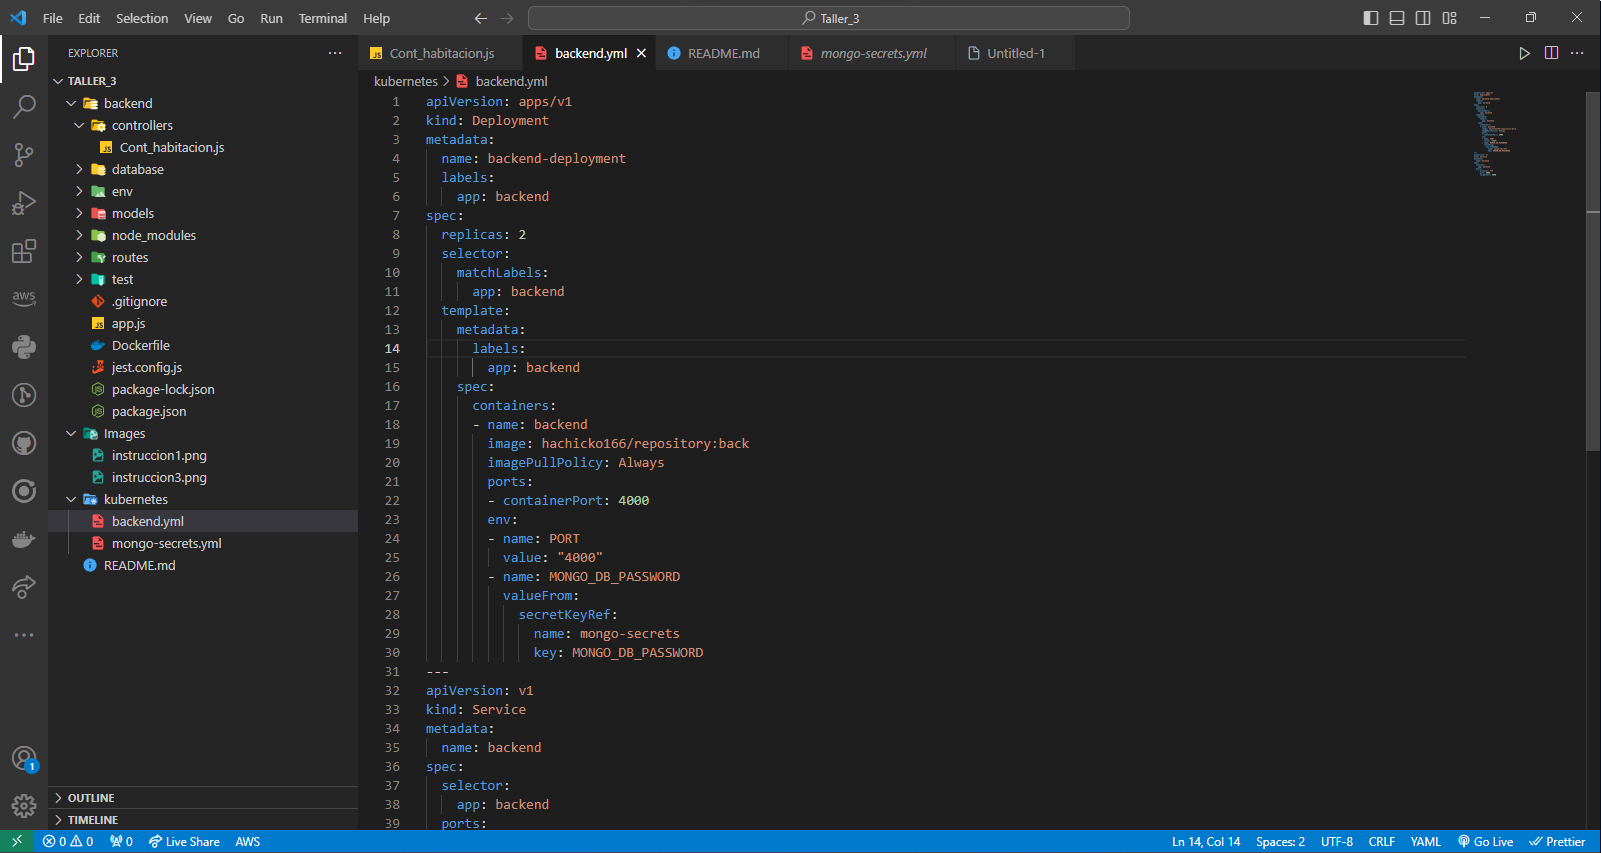 File Edit Selection View Go Run Terminal Help
Taller_3
EXPLORER
TALLER_3
backend
controllers
Cont_habitacion.js
database
env
models
node_modules
routes
test
.gitignore
app.js
Dockerfile
jest.config.js
package-lock.json
package.json
Images
instruccion1.png
instruccion3.png
kubernetes
backend.yml
mongo-secrets.yml
README.md
OUTLINE
TIMELINE
aws
1
Cont_habitacion.js backend.yml README.md mongo-secrets.yml Untitled-1
kubernetes > backend.yml
1 apiVersion: apps/v1
2 kind: Deployment
3 metadata:
4 name: backend-deployment
5 labels:
6 app: backend
7 spec:
8 replicas: 2
9 selector:
10 matchLabels:
11 app: backend
12 template:
13 metadata:
14 labels:
15 app: backend
16 spec:
17 containers:
18 - name: backend
19 image: hachicko166/repository:back
20 imagePullPolicy: Always
21 ports:
22 - containerPort: 4000
23 env:
24 - name: PORT
25 value: "4000"
26 - name: MONGO_DB_PASSWORD
27 valueFrom:
28 secretKeyRef:
29 name: mongo-secrets
30 key: MONGO_DB_PASSWORD
31 ---
32 apiVersion: v1
33 kind: Service
34 metadata:
35 name: backend
36 spec:
37 selector:
38 app: backend
39 ports:
0 0 0 Live Share AWS Ln 14, Col 14 Spaces: 2 UTF-8 CRLF YAML Go Live Prettier